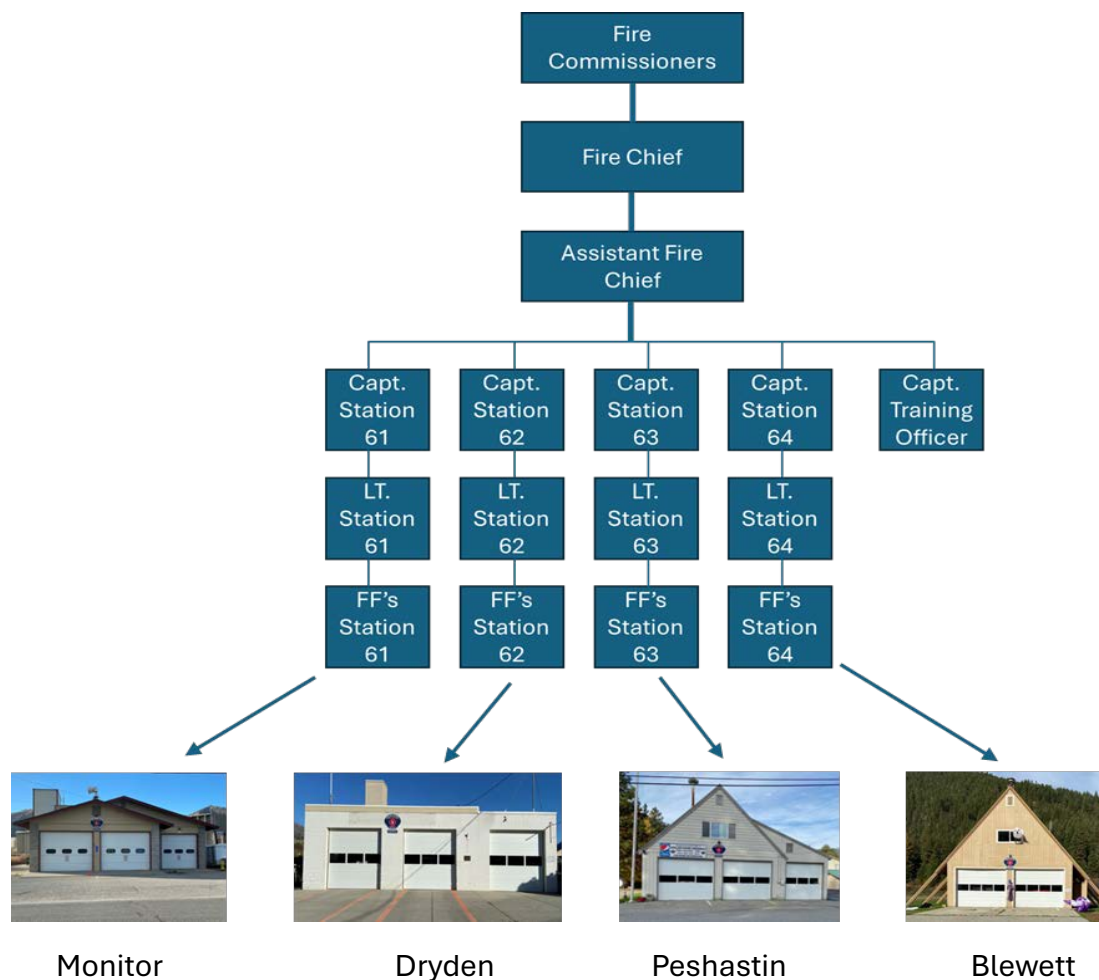 Fire
Commissioners
Fire Chief
Assistant Fire
Chief
Capt.
Station
61
Capt.
Station
62
Capt.
Station
63
Capt.
Station
64
Capt.
Training
Officer
LT.
Station
61
LT.
Station
62
LT.
Station
63
LT.
Station
64
FF’s
Station
61
FF’s
Station
62
FF’s
Station
63
FF’s
Station
64
Monitor
Dryden
Peshastin
Blewett